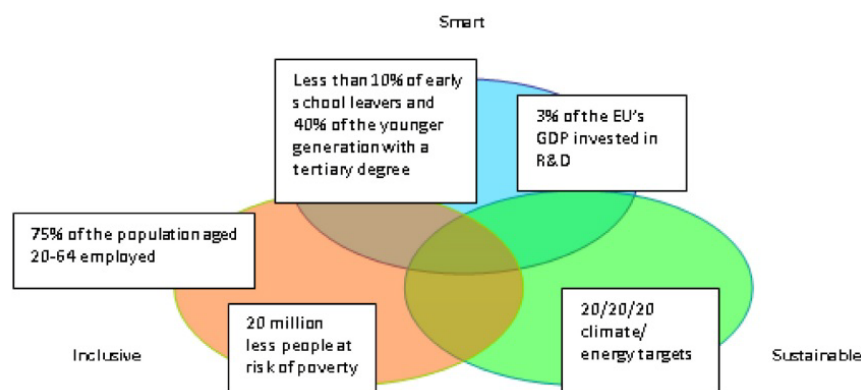 Smart
Less than 10% of early
school leavers and
40% of the younger
generation with a
tertiary degree
3% of the EU's
GDP invested in
R&D
75% of the population aged
20-64 employed
20 million
less people at
risk of poverty
20/20/20
climate/
energy targets
Inclusive
Sustainable